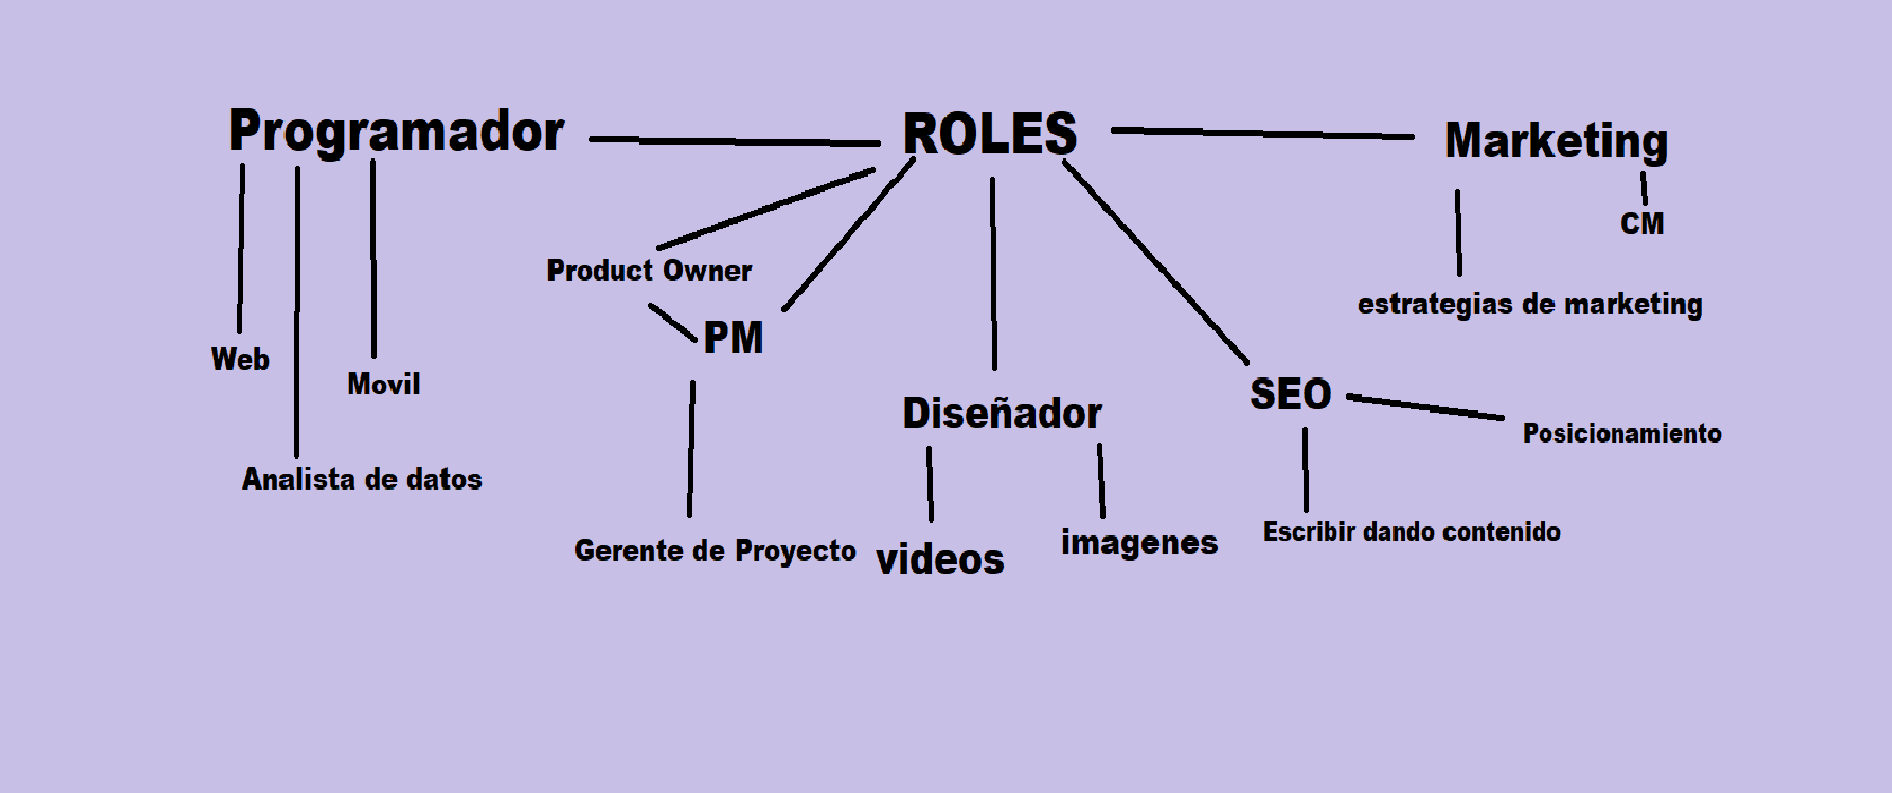 Programador
ROLES
Marketing
CM
Product Owner
estrategias de marketing
PM
Web
Movil
SEO
Diseñador
Posicionamiento
Analista de datos
Escribir dando contenido
imagenes
Gerente de Proyecto
videos